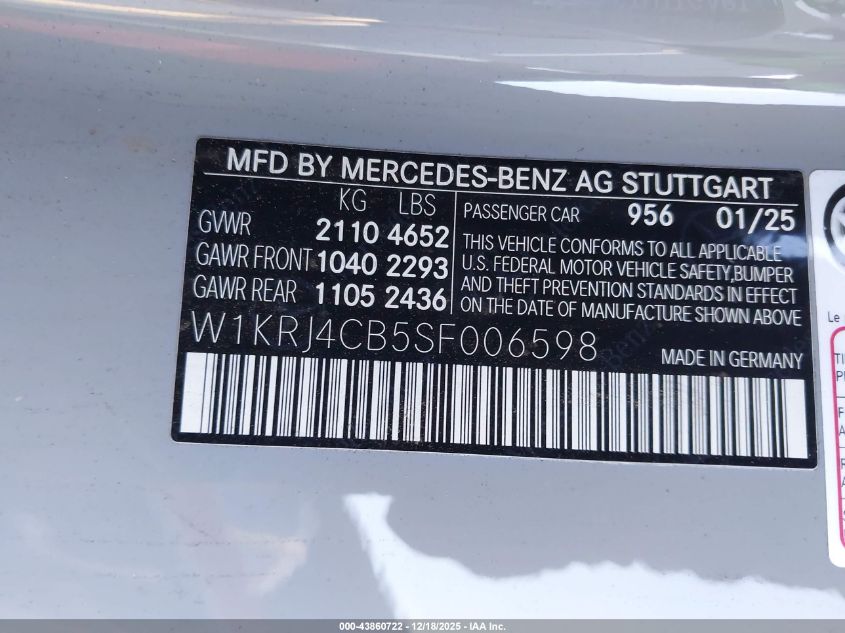 MFD BY MERCEDES-BENZ AG STUTTGART
KG LBS
GVWR 2110 4652
GAWR FRONT 1040 2293
GAWR REAR 1105 2436
PASSENGER CAR 956 01/25
THIS VEHICLE CONFORMS TO ALL APPLICABLE
U.S. FEDERAL MOTOR VEHICLE SAFETY,BUMPER
AND THEFT PREVENTION STANDARDS IN EFFECT
ON THE DATE OF MANUFACTURE SHOWN ABOVE
W1KRJ4CB5SF006598
MADE IN GERMANY
Le
000-43860722 - 12/18/2025 - IAA Inc.